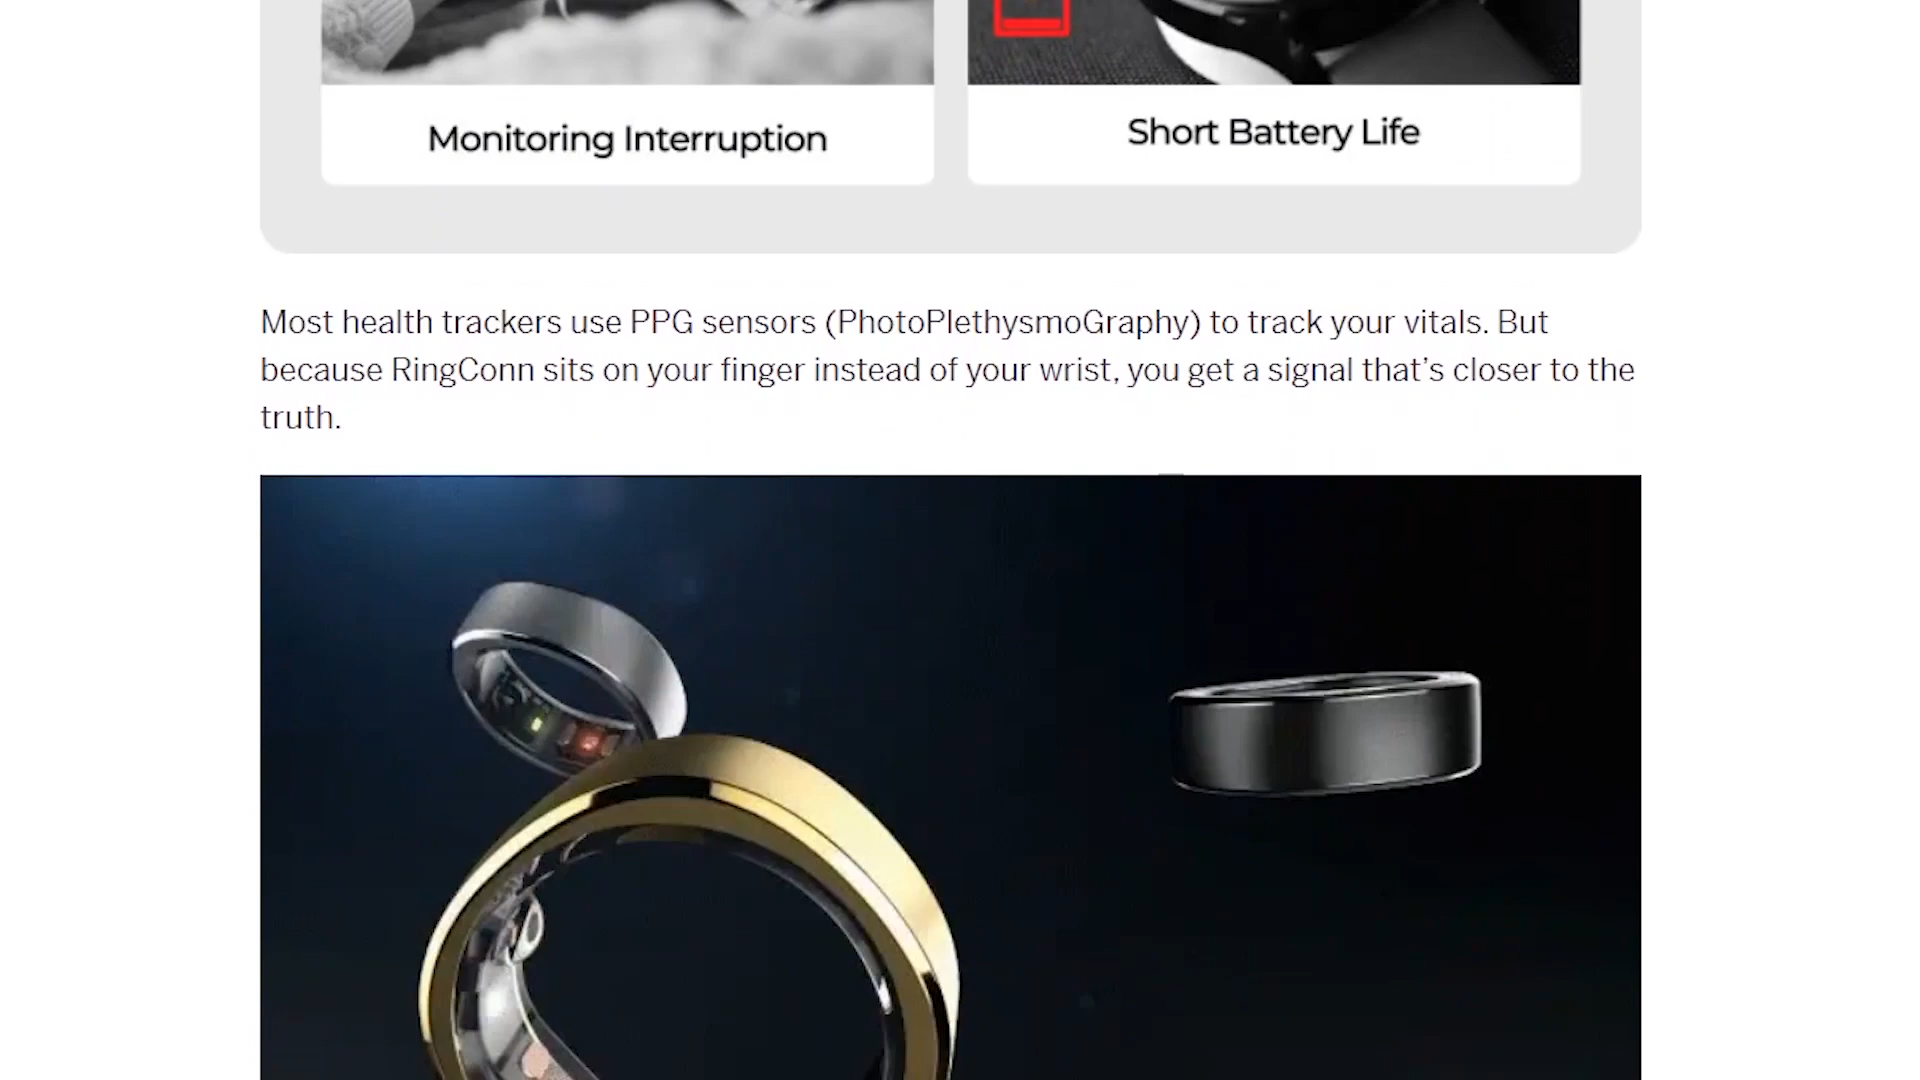 Monitoring Interruption
Short Battery Life
Most health trackers use PPG sensors (PhotoPlethysmoGraphy) to track your vitals. But
because RingConn sits on your finger instead of your wrist, you get a signal that’s closer to the
truth.